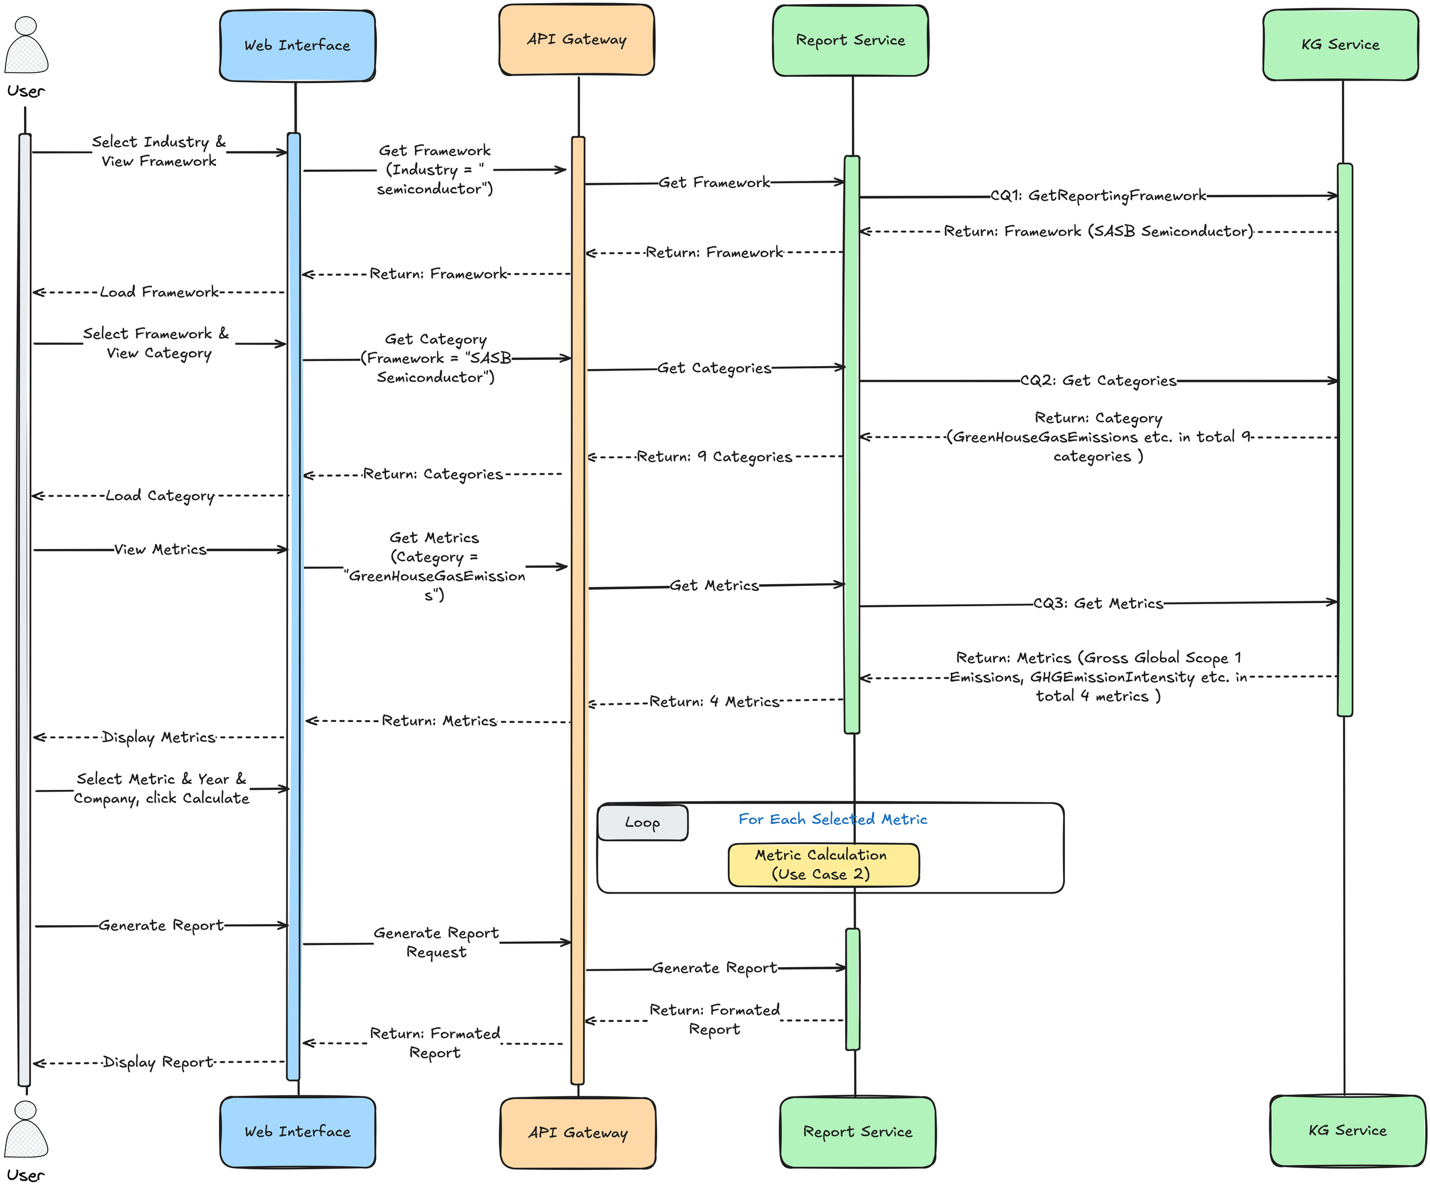 User
Web Interface
API Gateway
Report Service
KG Service
Select Industry &
View Framework
Get Framework
(Industry = "
semiconductor")
Get Framework
CQ1: GetReportingFramework
Return: Framework (SASB Semiconductor)
Return: Framework
Return: Framework
Load Framework
Select Framework &
View Category
Get Category
(Framework = "SASB
Semiconductor")
Get Categories
CQ2: Get Categories
Return: Category
(GreenHouseGasEmissions etc. in total 9
categories )
Return: 9 Categories
Return: Categories
Load Category
View Metrics
Get Metrics
(Category =
"GreenHouseGasEmission
s")
Get Metrics
CQ3: Get Metrics
Return: Metrics (Gross Global Scope 1
Emissions, GHGEmissionIntensity etc. in
total 4 metrics )
Return: 4 Metrics
Return: Metrics
Display Metrics
Select Metric & Year &
Company, click Calculate
Loop
For Each Selected Metric
Metric Calculation
(Use Case 2)
Generate Report
Generate Report
Request
Generate Report
Return: Formated
Report
Return: Formated
Report
Display Report
User
Web Interface
API Gateway
Report Service
KG Service